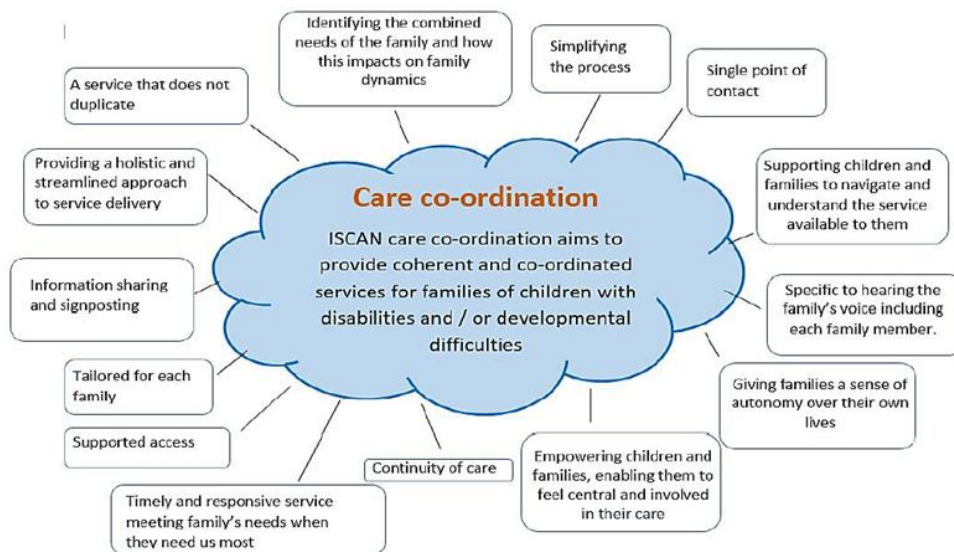 Identifying the combined
needs of the family and how
this impacts on family
dynamics
Simplifying
the process
Single point of
contact
A service that does not
duplicate
Providing a holistic and
streamlined approach
to service delivery
Supporting children and
families to navigate and
understand the service
available to them
Care co-ordination
ISCAN care co-ordination aims to
provide coherent and co-ordinated
services for families of children with
disabilities and / or developmental
difficulties
Information sharing
and signposting
Specific to hearing the
family's voice including
each family member.
Tailored for each
family
Giving families a sense of
autonomy over their own
lives
Supported access
Continuity of care
Empowering children and
families, enabling them to
feel central and involved
in their care
Timely and responsive service
meeting family's needs when
they need us most